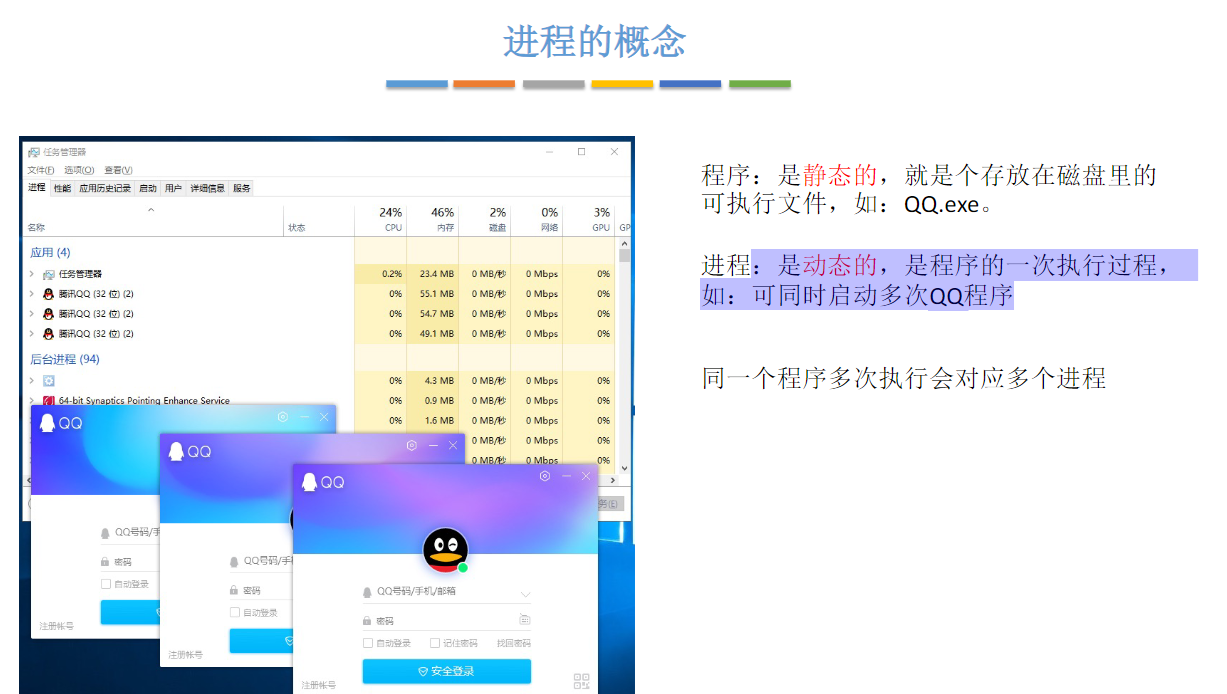 进程的概念
任务管理器
文件(F) 选项(O) 查看(V)
进程 性能 应用历史记录 启动 用户 详细信息 服务
24% 46% 2% 0% 3%
名称 状态 CPU 内存 磁盘 网络 GPU GP
应用 (4)
任务管理器 0.2% 23.4 MB 0 MB/秒 0 Mbps 0%
腾讯QQ (32 位) (2) 0% 55.1 MB 0 MB/秒 0 Mbps 0%
腾讯QQ (32 位) (2) 0% 54.7 MB 0 MB/秒 0 Mbps 0%
腾讯QQ (32 位) (2) 0% 49.1 MB 0 MB/秒 0 Mbps 0%
后台进程 (94)
0% 4.3 MB 0 MB/秒 0 Mbps 0%
64-bit Synaptics Pointing Enhance Service 0% 0.9 MB 0 MB/秒 0 Mbps 0%
0% 1.6 MB 0 MB/秒 0 Mbps 0%
0 MB/秒 0 Mbps 0%
0 MB/秒 0 Mbps 0%
务(E)
QQ
QQ号码/手
密码
自动登录
注册帐号
QQ
QQ号码/手机
密码
自动登录
注册帐号
QQ
QQ号码/手机/邮箱
密码
自动登录 记住密码 找回密码
安全登录
注册帐号
程序：是静态的，就是个存放在磁盘里的
可执行文件，如：QQ.exe。
进程：是动态的，是程序的一次执行过程，
如：可同时启动多次QQ程序
同一个程序多次执行会对应多个进程